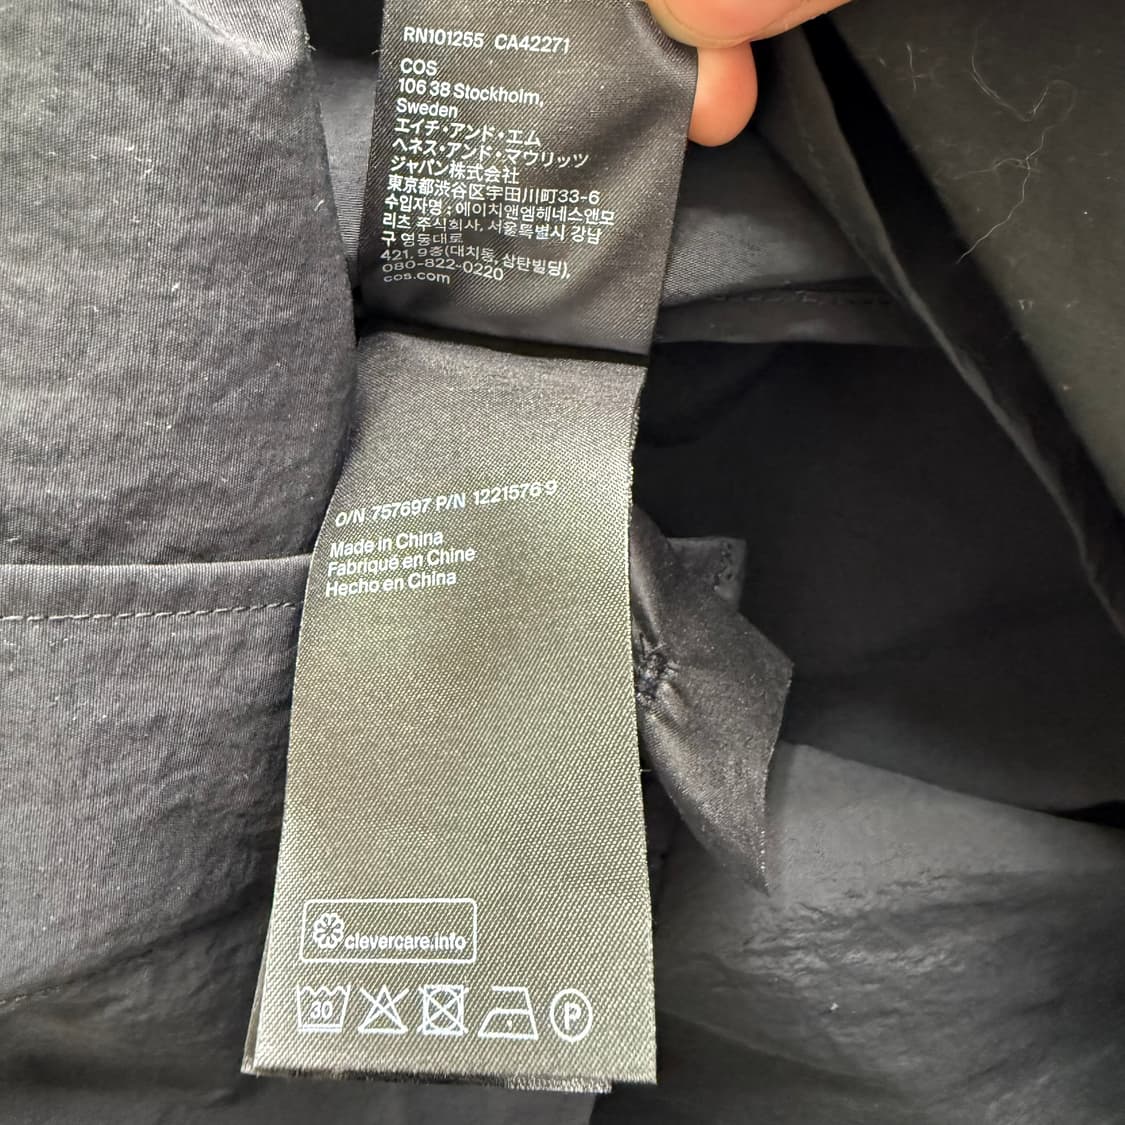 RN101255 CA42271
COS
106 38 Stockholm,
Sweden
エイチ・アンド・エム
ヘネス・アンド・マウリッツ
ジャパン株式会社
東京都渋谷区宇田川町33-6
수입자명 : 에이치앤엠헤네스앤모
리츠 주식회사, 서울특별시 강남
구 영동대로
421, 9층(대치동, 삼탄빌딩),
080-822-0220
cos.com
O/N 757697 P/N 1221576-9
Made in China
Fabriqué en Chine
Hecho en China
clevercare.info
30
P